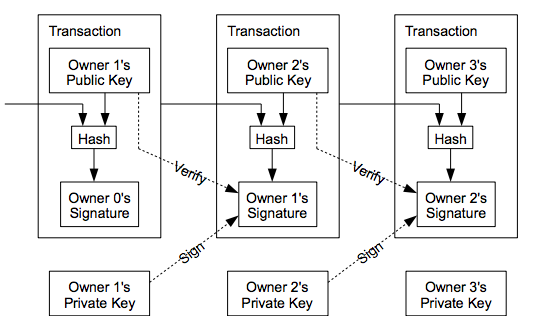 Transaction
Owner 1's
Public Key
Hash
Owner 0's
Signature
Verify
Transaction
Owner 2's
Public Key
Hash
Owner 1's
Signature
Verify
Transaction
Owner 3's
Public Key
Hash
Owner 2's
Signature
Sign
Sign
Owner 1's
Private Key
Owner 2's
Private Key
Owner 3's
Private Key